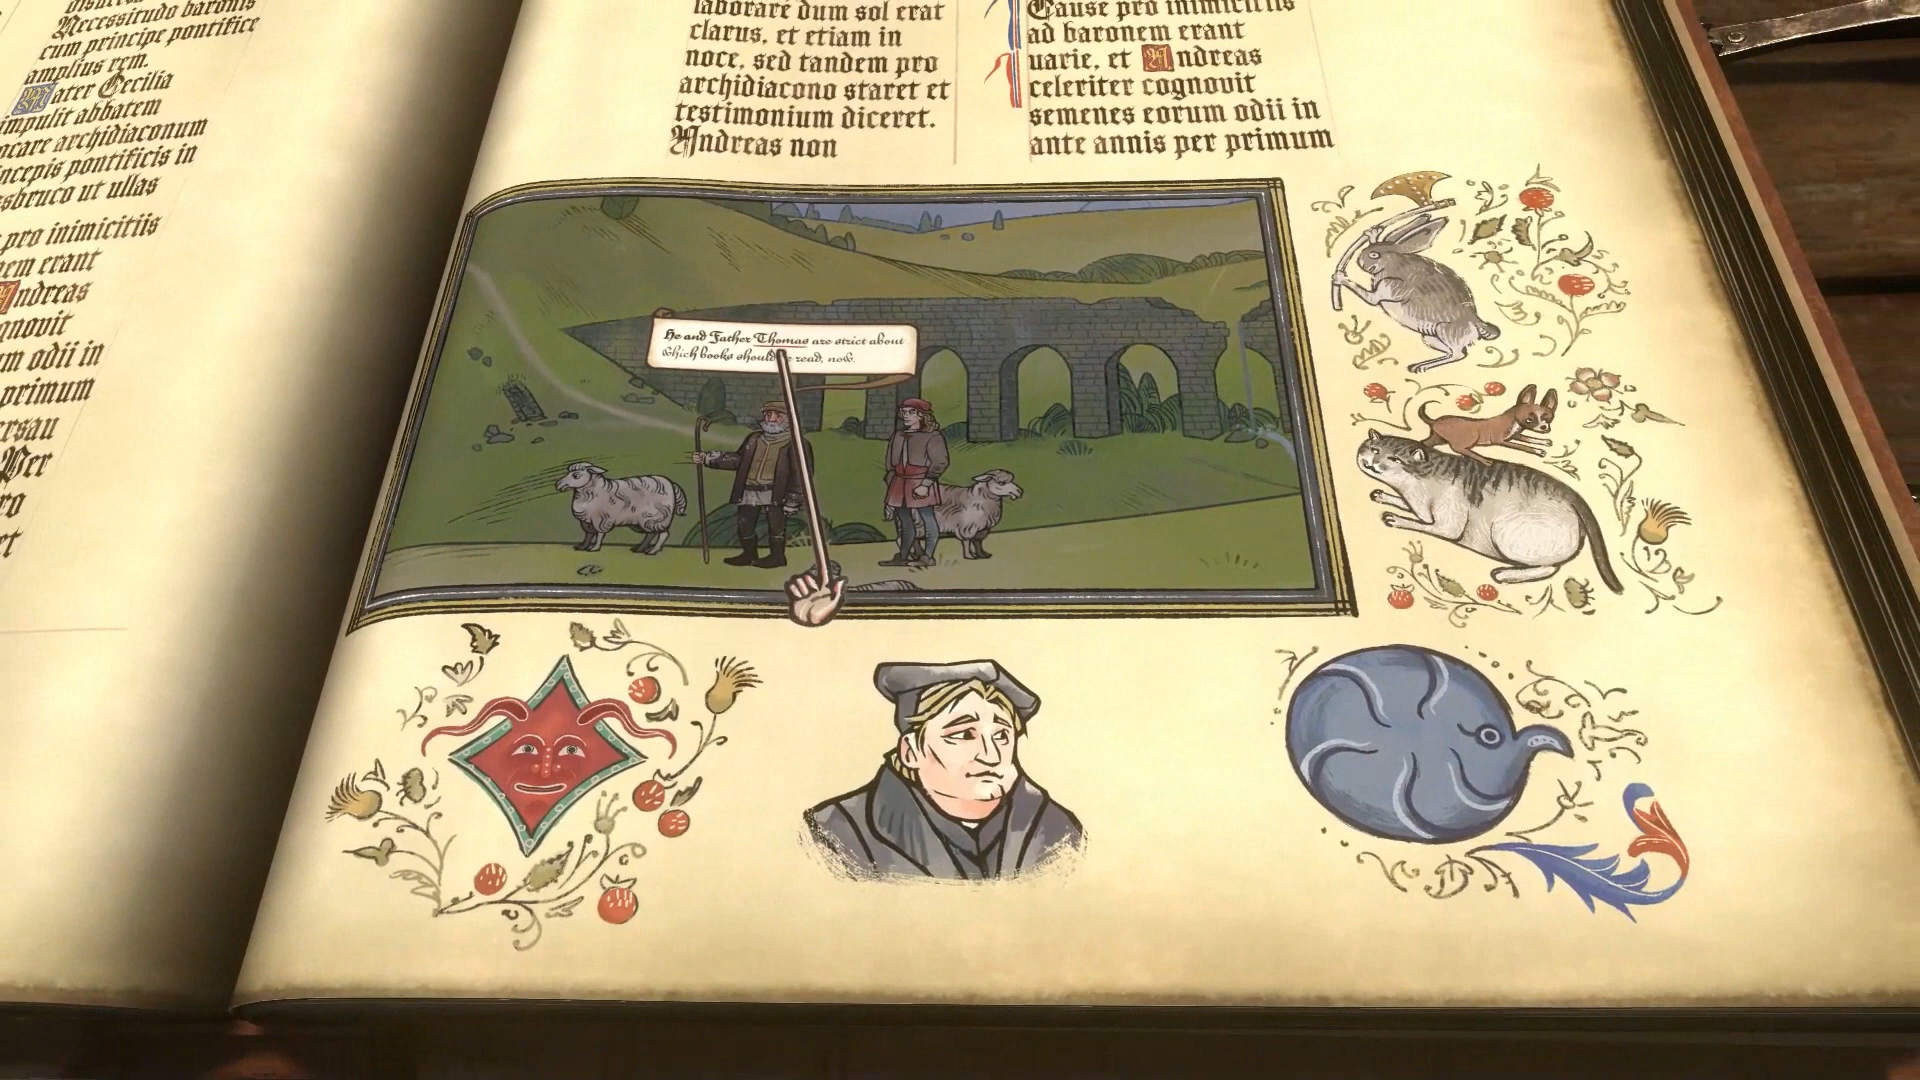 Necessitudo baronis
cum principe pontifice
amplius rem.
Mater Cecilia
impulit abbatem
archidiaconum
pontificis in
ut ullas
pro inimicitiis
erant
Andreas
odii in
primum
Per
laborare dum sol erat
clarus, et etiam in
noce, sed tandem pro
archidiacono staret et
testimonium diceret.
Andreas non
Cause pro inimicitiis
ad baronem erant
uarie, et Andreas
celeriter cognovit
semenes eorum odii in
ante annis per primum
He and Father Thomas are strict about
which books should be read, now.